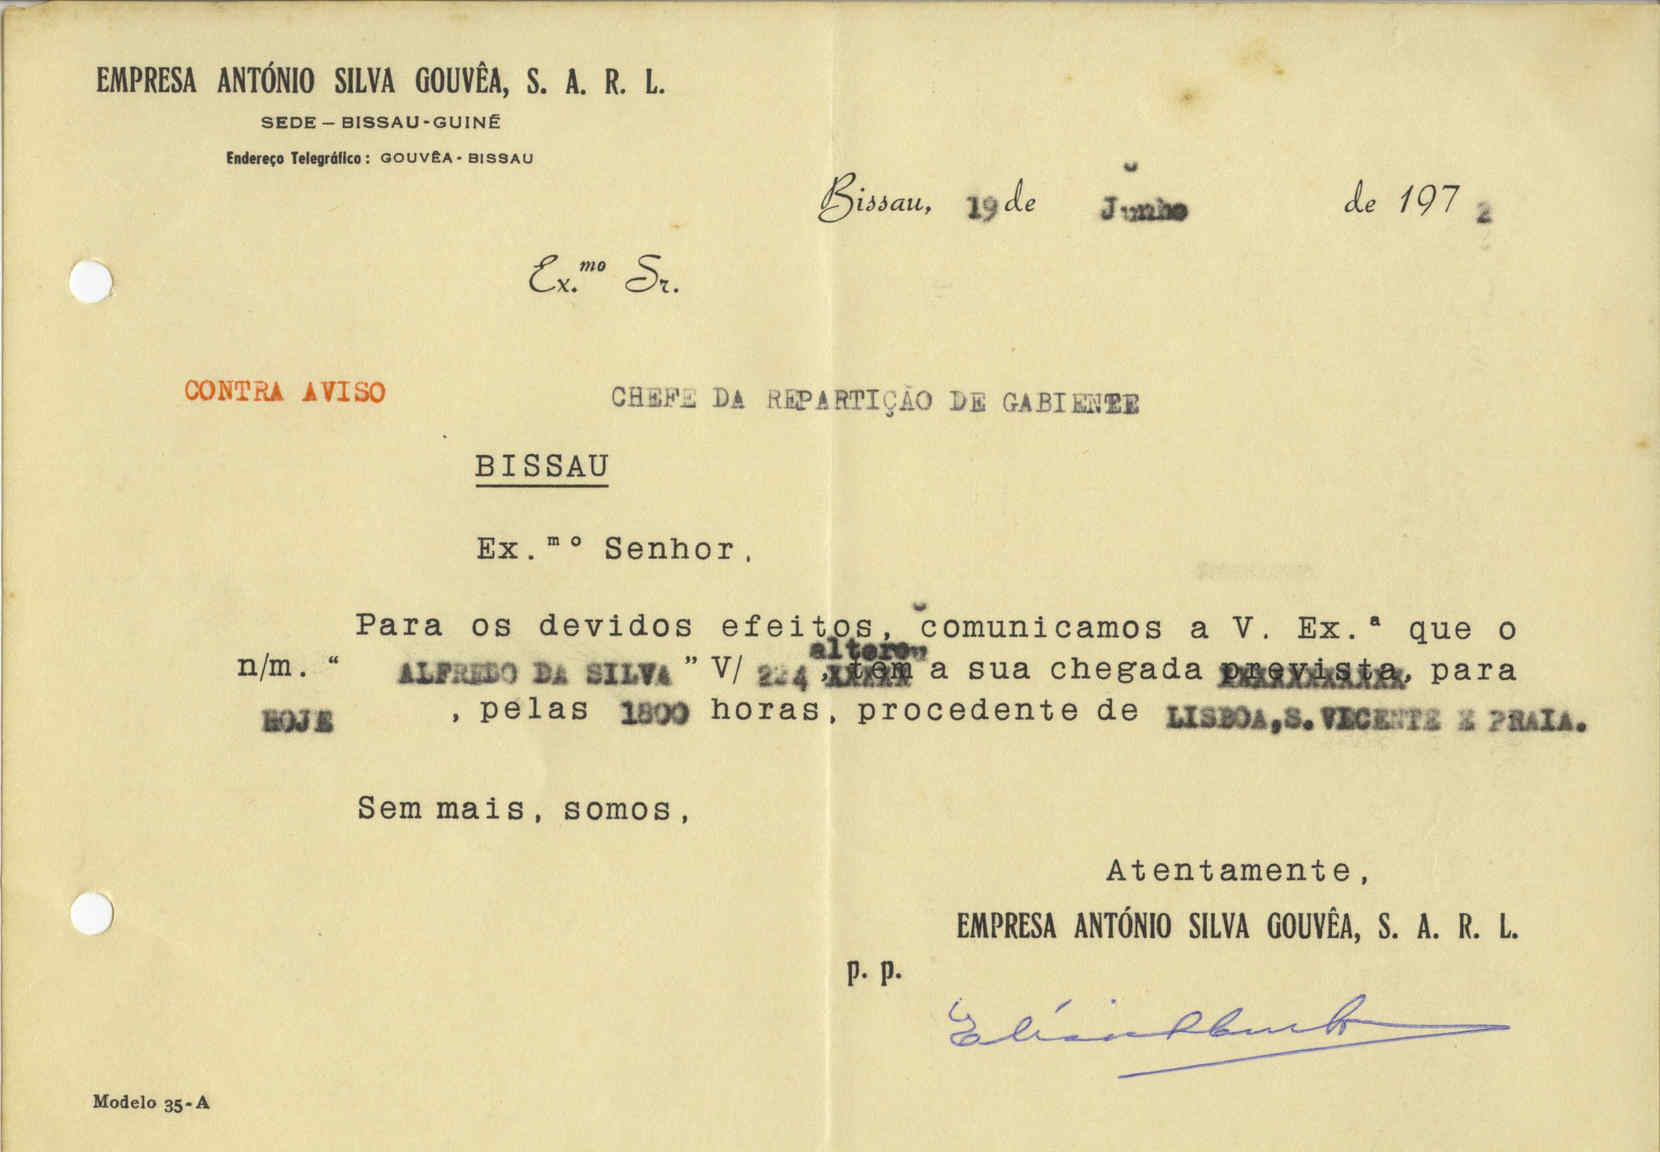 EMPRESA ANTÓNIO SILVA GOUVÊA, S. A. R. L.
SEDE — BISSAU-GUINÉ
Endereço Telegráfico: GOUVÊA - BISSAU
Bissau, 19 de Junho de 1972
Ex.mo Sr.
CONTRA AVISO CHEFE DA REPARTIÇÃO DE GABIENTE
BISSAU
Ex.mo Senhor,
Para os devidos efeitos, comunicamos a V. Ex.ª que o
alterou
n/m. “ ALFREDO DA SILVA ” V/ 224, tem a sua chegada prevista, para
HOJE , pelas 1800 horas, procedente de LISBOA,S.VECENTE E PRAIA.
Sem mais, somos,
Atentamente,
EMPRESA ANTÓNIO SILVA GOUVÊA, S. A. R. L.
p. p.
Modelo 35-A